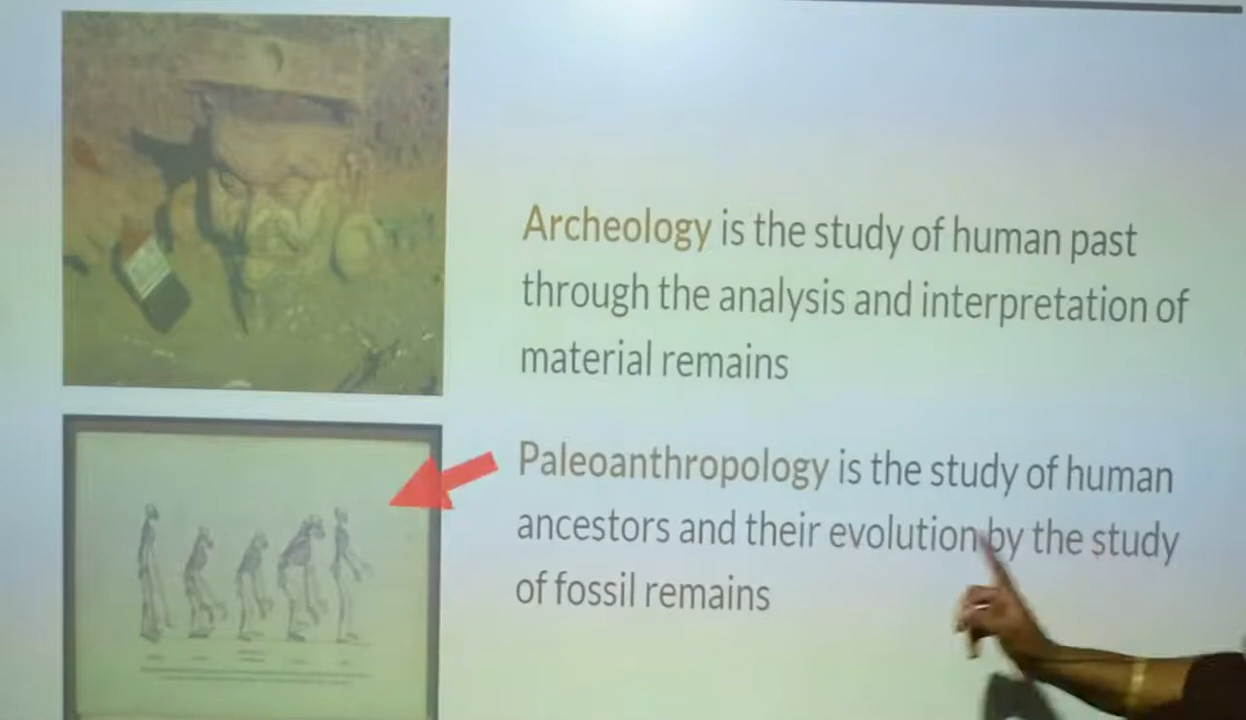 Archeology is the study of human past
through the analysis and interpretation of
material remains
Paleoanthropology is the study of human
ancestors and their evolution by the study
of fossil remains